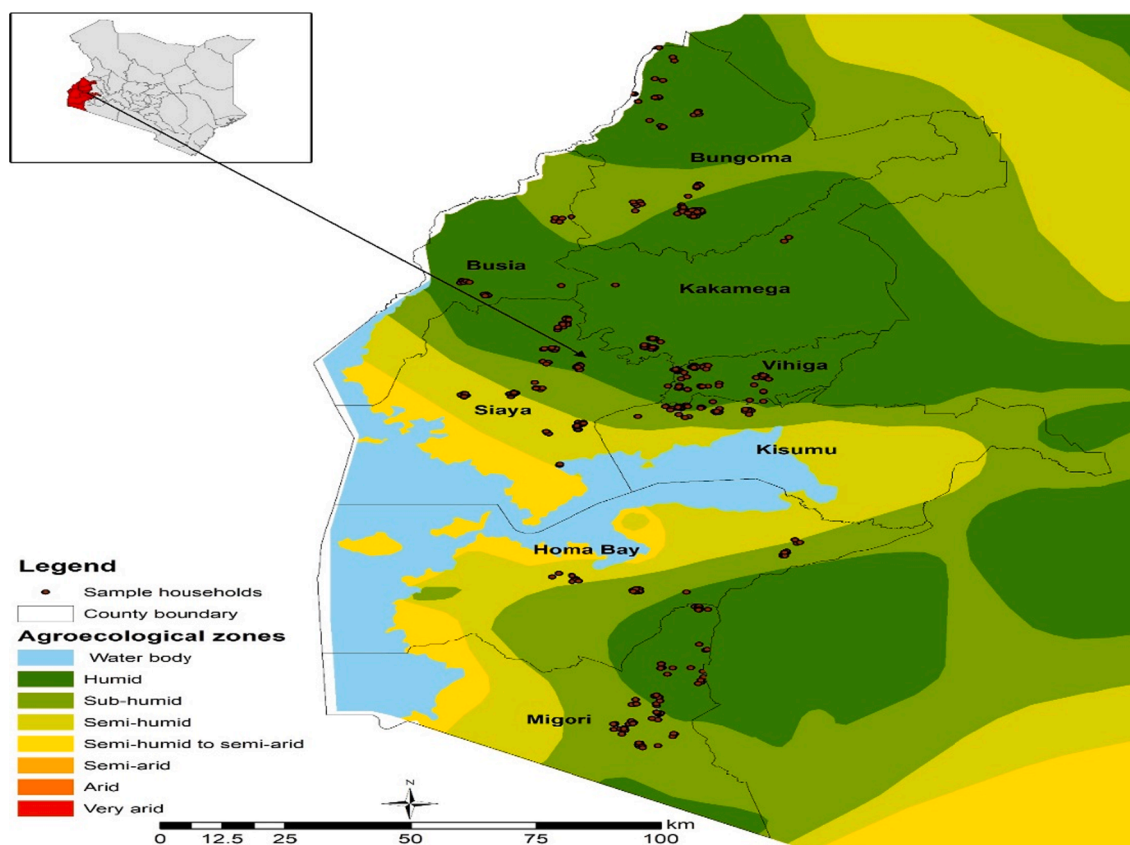 Bungoma
Busia
Kakamega
Vihiga
Siaya
Kisumu
Homa Bay
Migori
Legend
Sample households
County boundary
Agroecological zones
Water body
Humid
Sub-humid
Semi-humid
Semi-humid to semi-arid
Semi-arid
Arid
Very arid
N
km
0 12.5 25 50 75 100